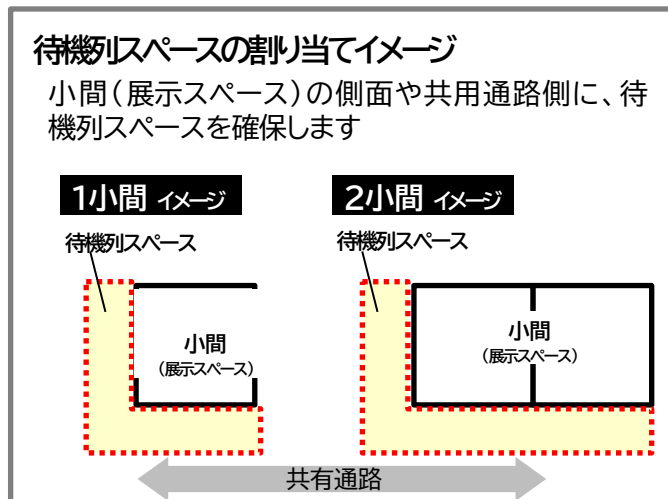 待機列スペースの割り当てイメージ
小間(展示スペース)の側面や共用通路側に、待
機列スペースを確保します
1小間 イメージ
2小間 イメージ
待機列スペース
待機列スペース
小間
(展示スペース)
小間
(展示スペース)
共有通路